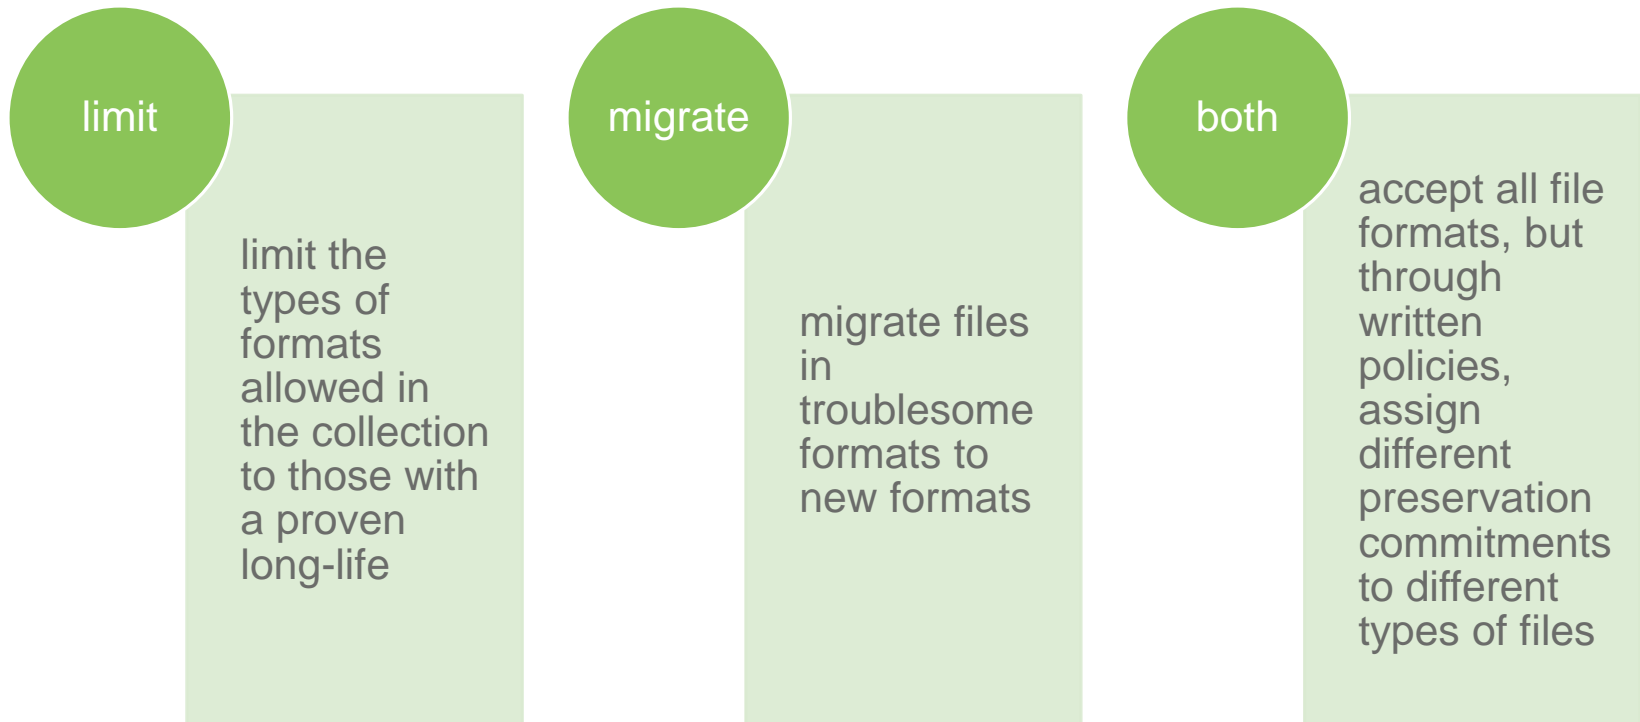 limit
limit the
types of
formats
allowed in
the collection
to those with
a proven
long-life
migrate
migrate files
in
troublesome
formats to
new formats
both
accept all file
formats, but
through
written
policies,
assign
different
preservation
commitments
to different
types of files